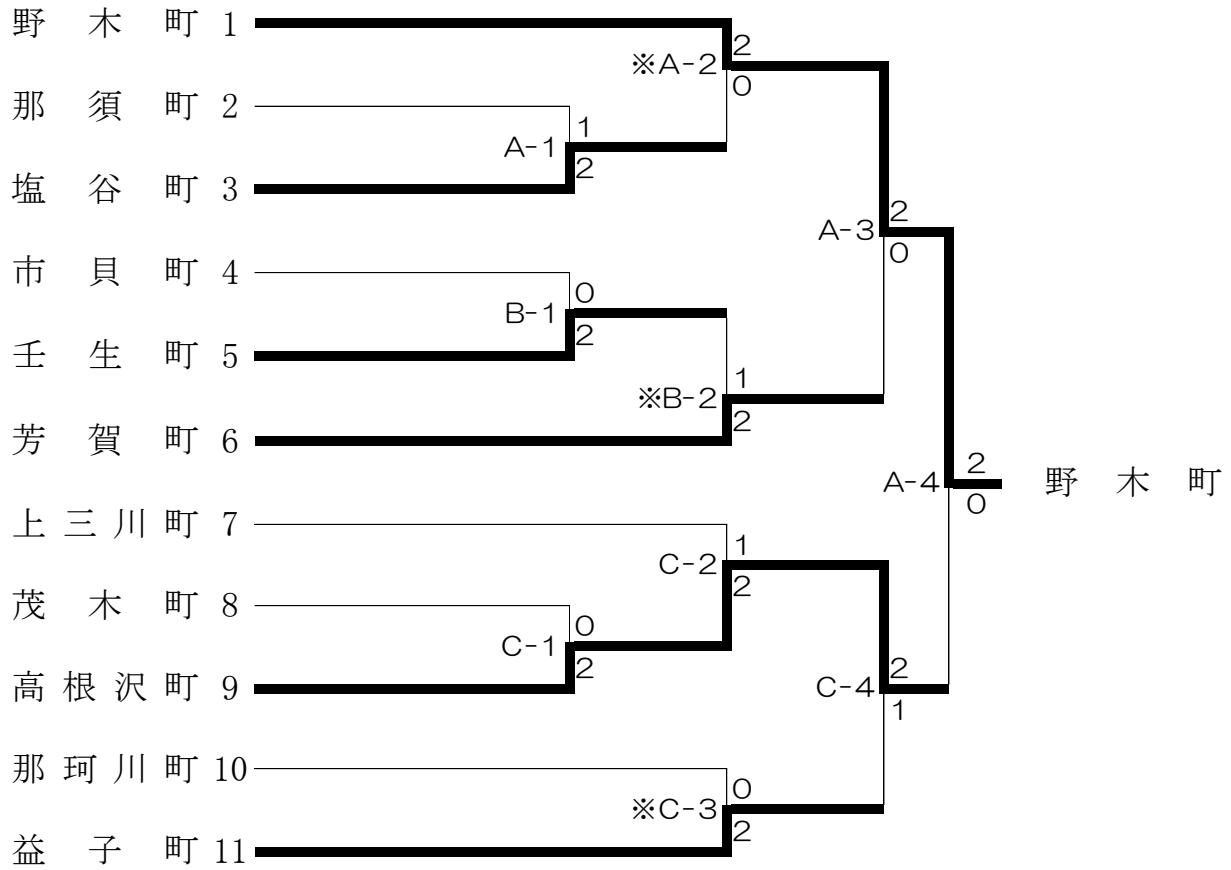 野木町 1
2
※A-2
0
那須町 2
1
A-1
2
塩谷町 3
2
A-3
0
市貝町 4
0
B-1
2
壬生町 5
1
※B-2
2
芳賀町 6
2
A-4
0
野木町
上三川町 7
1
C-2
2
茂木町 8
0
C-1
2
高根沢町 9
2
C-4
1
那珂川町 10
0
※C-3
2
益子町 11